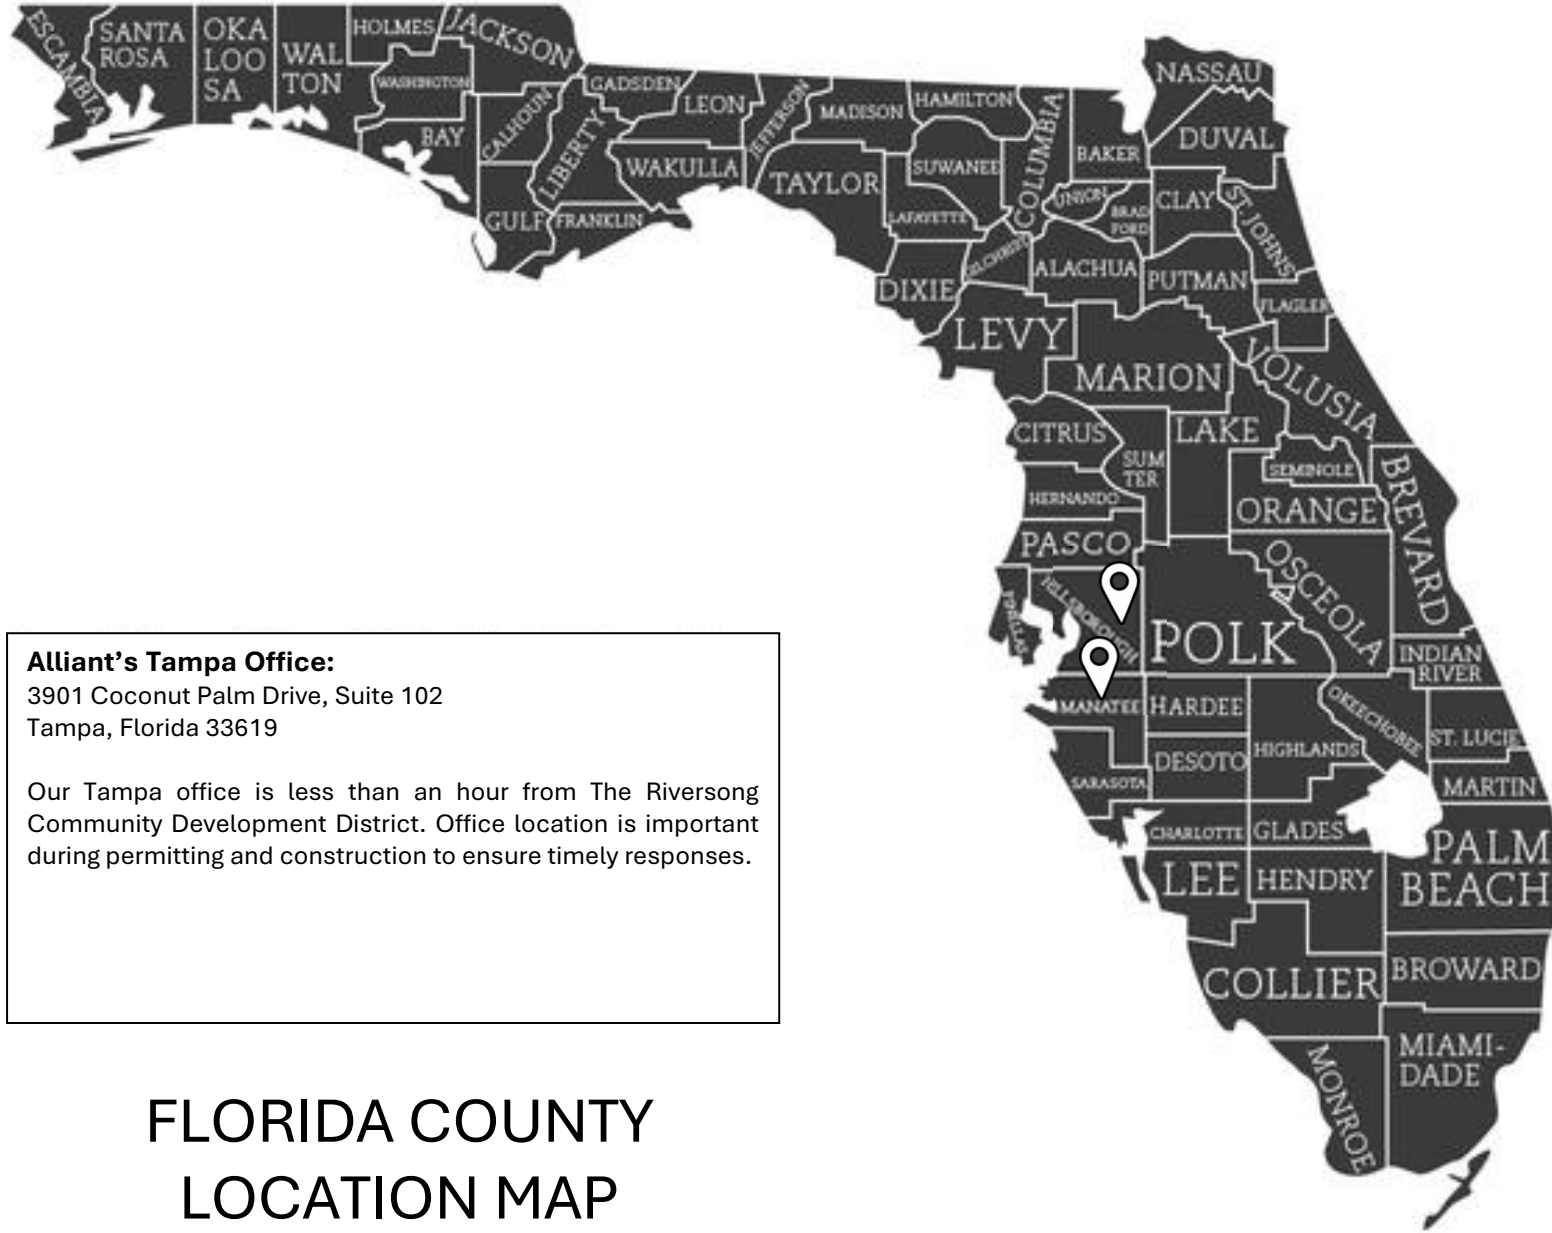 ESCAMBIA
SANTA
ROSA
OKA
LOO
SA
WAL
TON
HOLMES
WASHINGTON
JACKSON
BAY
CALHOUN
GULF
LIBERTY
GADSDEN
FRANKLIN
LEON
WAKULLA
JEFFERSON
MADISON
TAYLOR
HAMILTON
SUWANEE
LAFAYETTE
COLUMBIA
BAKER
NASSAU
DUVAL
UNION
BRAD
FORD
CLAY
ST. JOHNS
DIXIE
GILCHRIST
ALACHUA
PUTMAN
FLAGLER
LEVY
MARION
VOLUSIA
CITRUS
SUM
TER
LAKE
SEMINOLE
HERNANDO
ORANGE
BREVARD
PASCO
OSCEOLA
PINELLAS
HILLSBOROUGH
POLK
INDIAN
RIVER
MANATEE
HARDEE
HIGHLANDS
OKEECHOBEE
ST. LUCIE
SARASOTA
DESOTO
MARTIN
CHARLOTTE
GLADES
PALM
BEACH
LEE
HENDRY
COLLIER
BROWARD
MONROE
MIAMI-
DADE
Alliant’s Tampa Office:
3901 Coconut Palm Drive, Suite 102
Tampa, Florida 33619
Our Tampa office is less than an hour from The Riversong
Community Development District. Office location is important
during permitting and construction to ensure timely responses.
FLORIDA COUNTY
LOCATION MAP